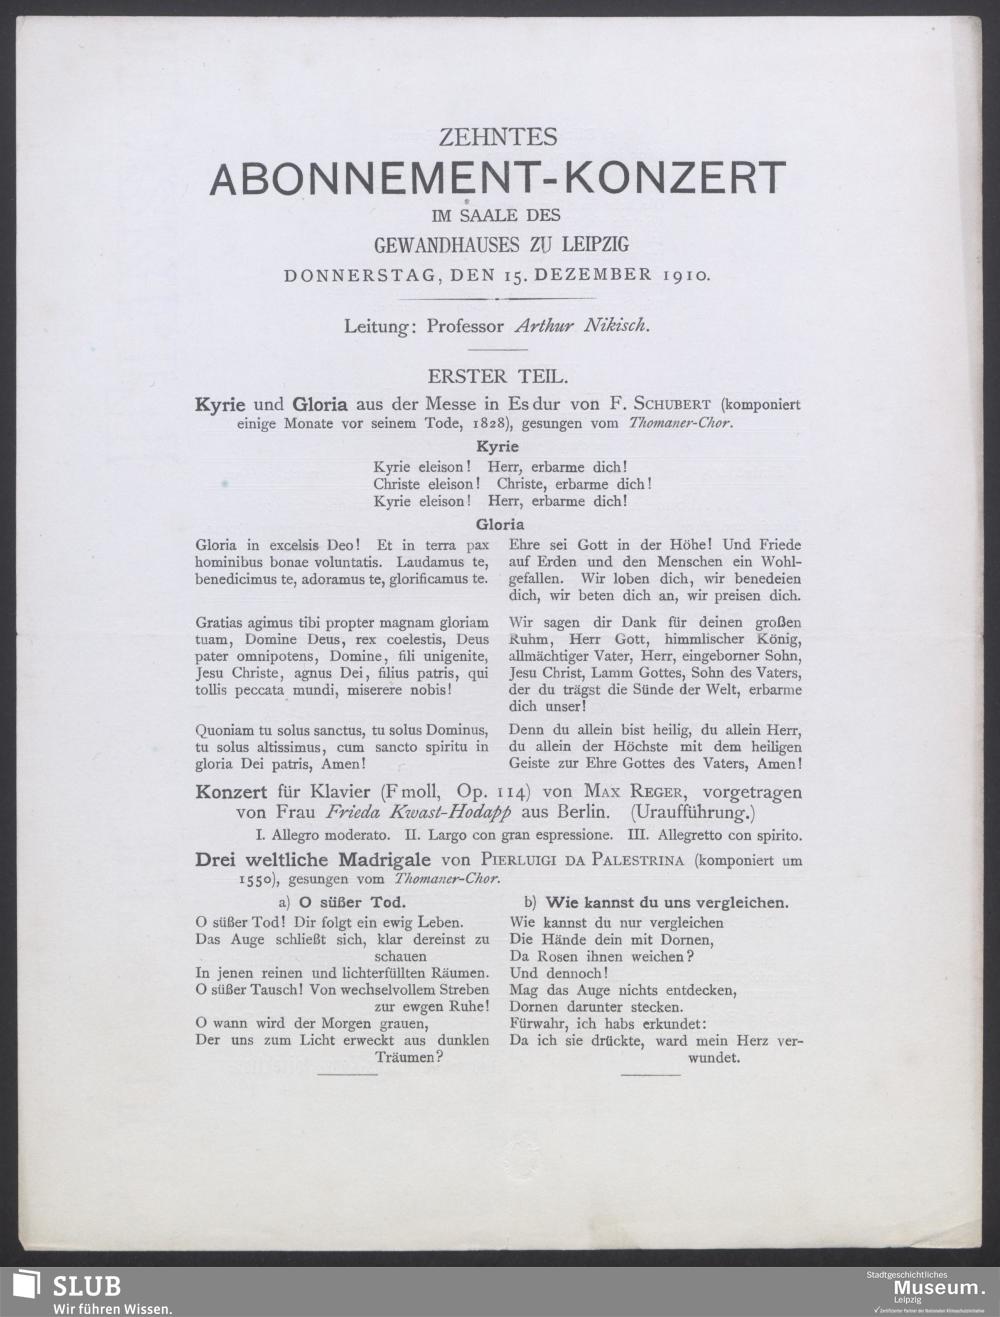 ZEHNTES
ABONNEMENT-KONZERT
IM SAALE DES
GEWANDHAUSES ZU LEIPZIG
DONNERSTAG, DEN 15. DEZEMBER 1910.
Leitung: Professor Arthur Nikisch.
ERSTER TEIL.
Kyrie und Gloria aus der Messe in Es dur von F. SCHUBERT (komponiert
einige Monate vor seinem Tode, 1828), gesungen vom Thomaner-Chor.
Kyrie
Kyrie eleison! Herr, erbarme dich!
Christe eleison! Christe, erbarme dich!
Kyrie eleison! Herr, erbarme dich!
Gloria
Gloria in excelsis Deo! Et in terra pax
hominibus bonae voluntatis. Laudamus te,
benedicimus te, adoramus te, glorificamus te.
Ehre sei Gott in der Höhe! Und Friede
auf Erden und den Menschen ein Wohl-
gefallen. Wir loben dich, wir benedeien
dich, wir beten dich an, wir preisen dich.
Gratias agimus tibi propter magnam gloriam
tuam, Domine Deus, rex coelestis, Deus
pater omnipotens, Domine, fili unigenite,
Jesu Christe, agnus Dei, filius patris, qui
tollis peccata mundi, miserere nobis!
Wir sagen dir Dank für deinen großen
Ruhm, Herr Gott, himmlischer König,
allmächtiger Vater, Herr, eingeborner Sohn,
Jesu Christ, Lamm Gottes, Sohn des Vaters,
der du trägst die Sünde der Welt, erbarme
dich unser!
Quoniam tu solus sanctus, tu solus Dominus,
tu solus altissimus, cum sancto spiritu in
gloria Dei patris, Amen!
Denn du allein bist heilig, du allein Herr,
du allein der Höchste mit dem heiligen
Geiste zur Ehre Gottes des Vaters, Amen!
Konzert für Klavier (F moll, Op. 114) von MAX REGER, vorgetragen
von Frau Frieda Kwast-Hodapp aus Berlin. (Uraufführung.)
I. Allegro moderato. II. Largo con gran espressione. III. Allegretto con spirito.
Drei weltliche Madrigale von PIERLUIGI DA PALESTRINA (komponiert um
1550), gesungen vom Thomaner-Chor.
a) O süßer Tod.
O süßer Tod! Dir folgt ein ewig Leben.
Das Auge schließt sich, klar dereinst zu
schauen
In jenen reinen und lichterfüllten Räumen.
O süßer Tausch! Von wechselvollem Streben
zur ewgen Ruhe!
O wann wird der Morgen grauen,
Der uns zum Licht erweckt aus dunklen
Träumen?
b) Wie kannst du uns vergleichen.
Wie kannst du nur vergleichen
Die Hände dein mit Dornen,
Da Rosen ihnen weichen?
Und dennoch!
Mag das Auge nichts entdecken,
Dornen darunter stecken.
Fürwahr, ich habs erkundet:
Da ich sie drückte, ward mein Herz ver-
wundet.
SLUB
Wir führen Wissen.
Stadtgeschichtliches
Museum.
Leipzig
Zertifizierter Partner der Nationalen Klimaschutzinitiative